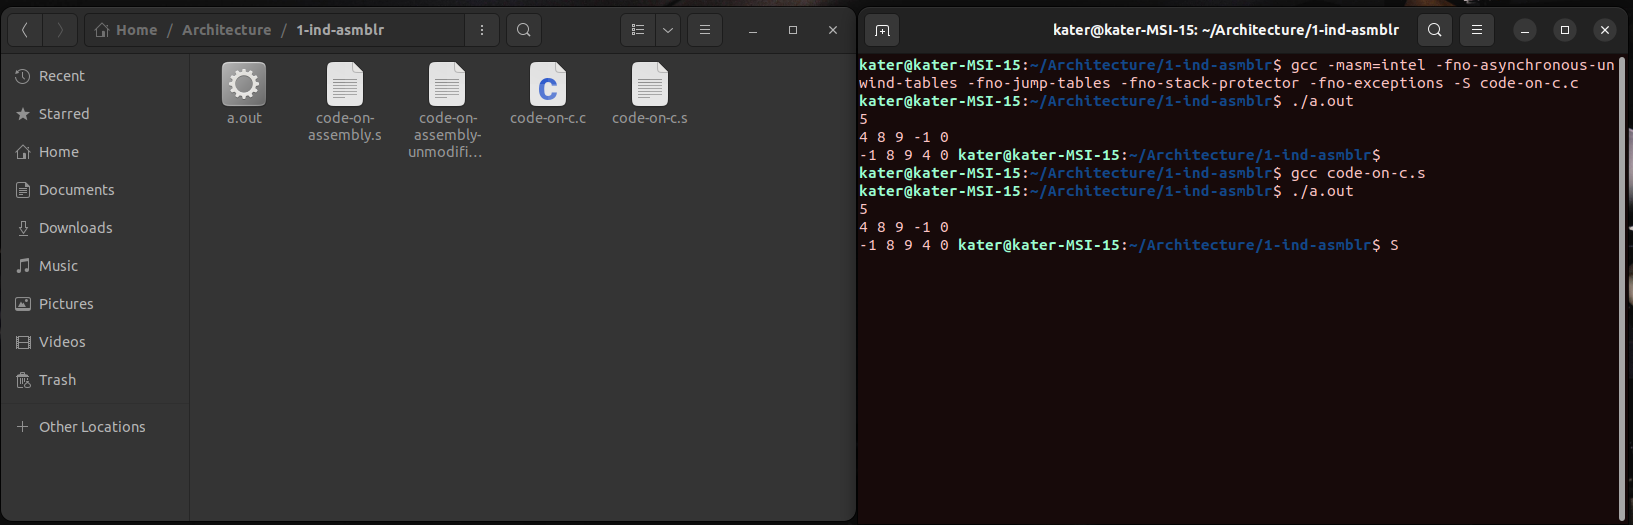 Home / Architecture / 1-ind-asmblr
Recent
Starred
Home
Documents
Downloads
Music
Pictures
Videos
Trash
Other Locations
a.out
code-on-
assembly.s
code-on-
assembly-
unmodifi...
code-on-c.c
code-on-c.s
kater@kater-MSI-15: ~/Architecture/1-ind-asmblr
kater@kater-MSI-15:~/Architecture/1-ind-asmblr$ gcc -masm=intel -fno-asynchronous-un
wind-tables -fno-jump-tables -fno-stack-protector -fno-exceptions -S code-on-c.c
kater@kater-MSI-15:~/Architecture/1-ind-asmblr$ ./a.out
5
4 8 9 -1 0
-1 8 9 4 0 kater@kater-MSI-15:~/Architecture/1-ind-asmblr$
kater@kater-MSI-15:~/Architecture/1-ind-asmblr$ gcc code-on-c.s
kater@kater-MSI-15:~/Architecture/1-ind-asmblr$ ./a.out
5
4 8 9 -1 0
-1 8 9 4 0 kater@kater-MSI-15:~/Architecture/1-ind-asmblr$ S